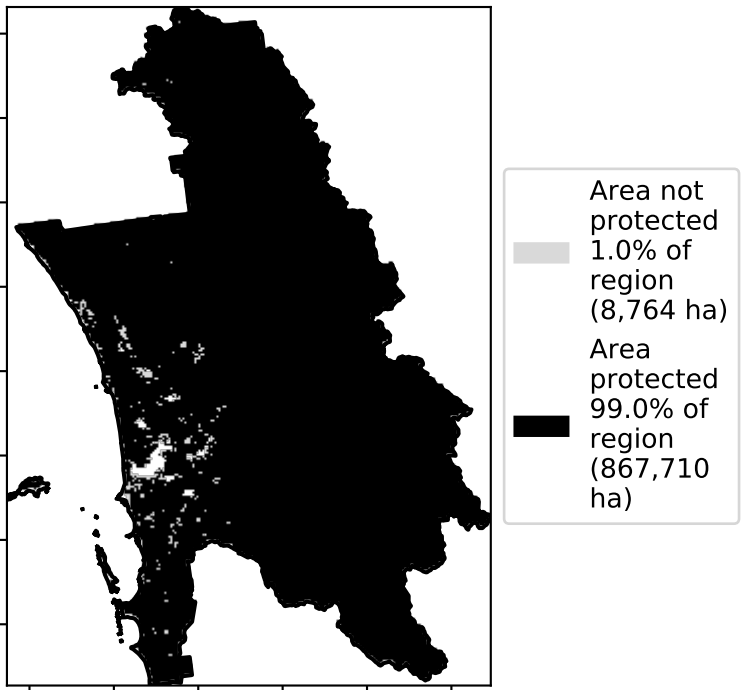 Area not
protected
1.0% of
region
(8,764 ha)
Area
protected
99.0% of
region
(867,710
ha)